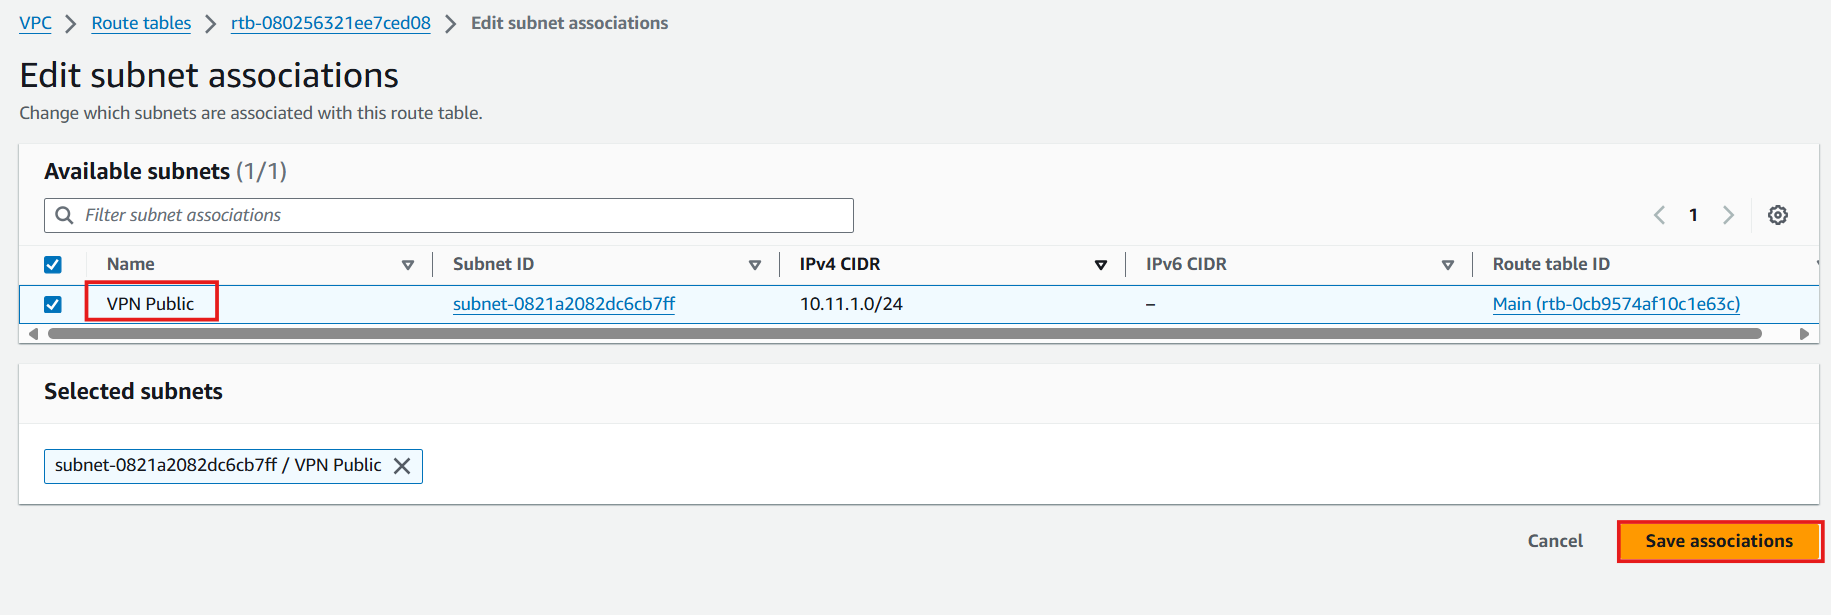 VPC > Route tables > rtb-080256321ee7ced08 > Edit subnet associations
Edit subnet associations
Change which subnets are associated with this route table.
Available subnets (1/1)
Filter subnet associations
1
Name Subnet ID IPv4 CIDR IPv6 CIDR Route table ID
VPN Public subnet-0821a2082dc6cb7ff 10.11.1.0/24 – Main (rtb-0cb9574af10c1e63c)
Selected subnets
subnet-0821a2082dc6cb7ff / VPN Public
Cancel Save associations